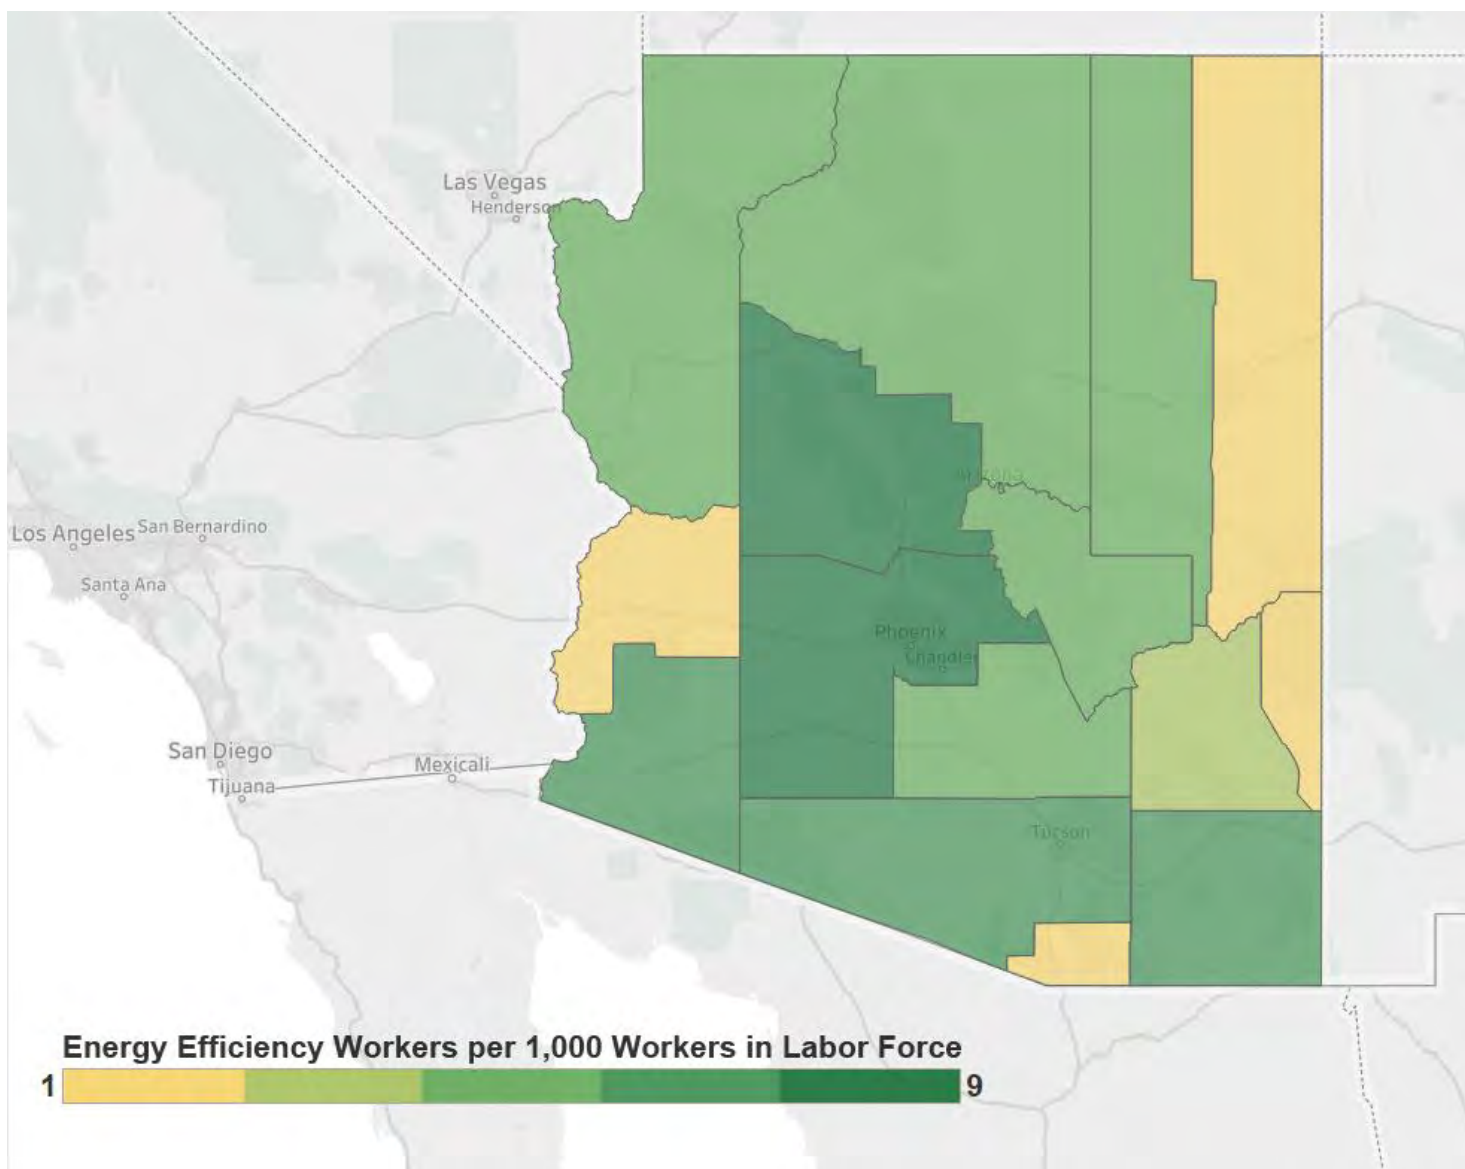 Las Vegas
Henderson
Arizona
Los Angeles
San Bernardino
Santa Ana
Phoenix
Chandler
San Diego
Mexicali
Tijuana
Tucson
Energy Efficiency Workers per 1,000 Workers in Labor Force
1
9